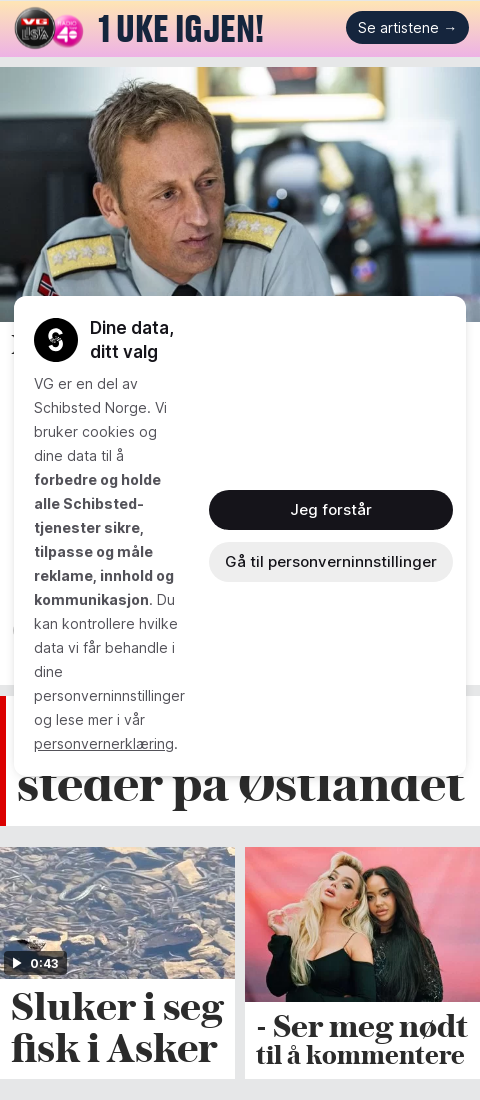 VG
1 UKE IGJEN!
Se artistene →
Dine data,
ditt valg
VG er en del av
Schibsted Norge. Vi
bruker cookies og
dine data til å
forbedre og holde
alle Schibsted-
tjenester sikre,
tilpasse og måle
reklame, innhold og
kommunikasjon. Du
kan kontrollere hvilke
data vi får behandle i
dine
personverninnstillinger
og lese mer i vår
personvernerklæring.
Jeg forstår
Gå til personverninnstillinger
steder på Østlandet
0:43
Sluker i seg
fisk i Asker
- Ser meg nødt
til å kommentere